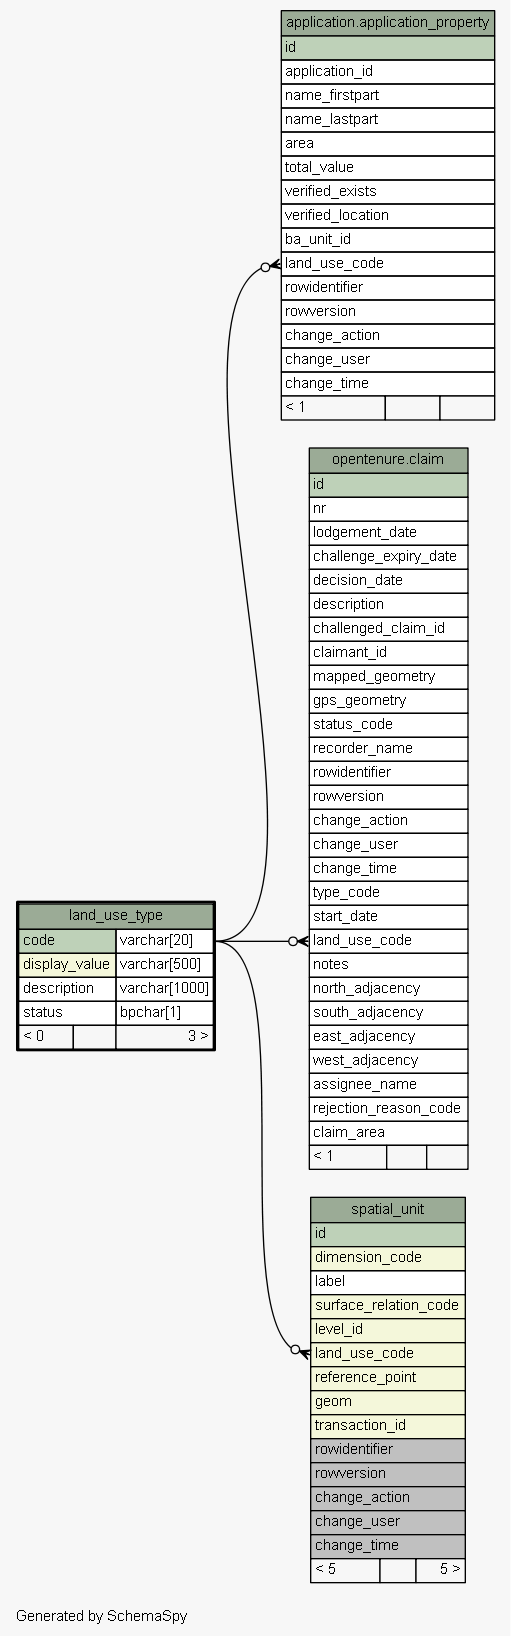 application.application_property
id
application_id
name_firstpart
name_lastpart
area
total_value
verified_exists
verified_location
ba_unit_id
land_use_code
rowidentifier
rowversion
change_action
change_user
change_time
< 1
opentenure.claim
id
nr
lodgement_date
challenge_expiry_date
decision_date
description
challenged_claim_id
claimant_id
mapped_geometry
gps_geometry
status_code
recorder_name
rowidentifier
rowversion
change_action
change_user
change_time
type_code
start_date
land_use_code
notes
north_adjacency
south_adjacency
east_adjacency
west_adjacency
assignee_name
rejection_reason_code
claim_area
< 1
land_use_type
code varchar[20]
display_value varchar[500]
description varchar[1000]
status bpchar[1]
< 0 3 >
spatial_unit
id
dimension_code
label
surface_relation_code
level_id
land_use_code
reference_point
geom
transaction_id
rowidentifier
rowversion
change_action
change_user
change_time
< 5 5 >
Generated by SchemaSpy